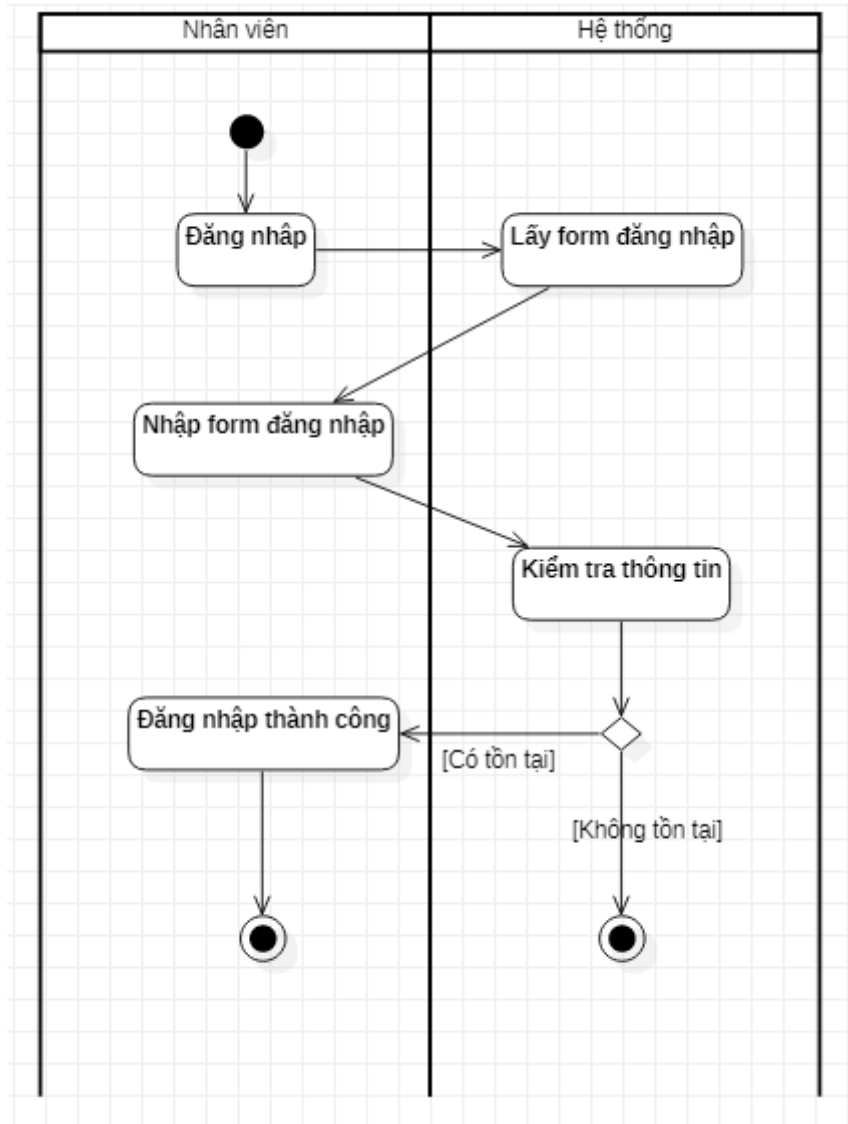 Nhân viên
Hệ thống
Đăng nhâp
Lấy form đăng nhập
Nhập form đăng nhập
Kiểm tra thông tin
Đăng nhập thành công
[Có tồn tại]
[Không tồn tại]